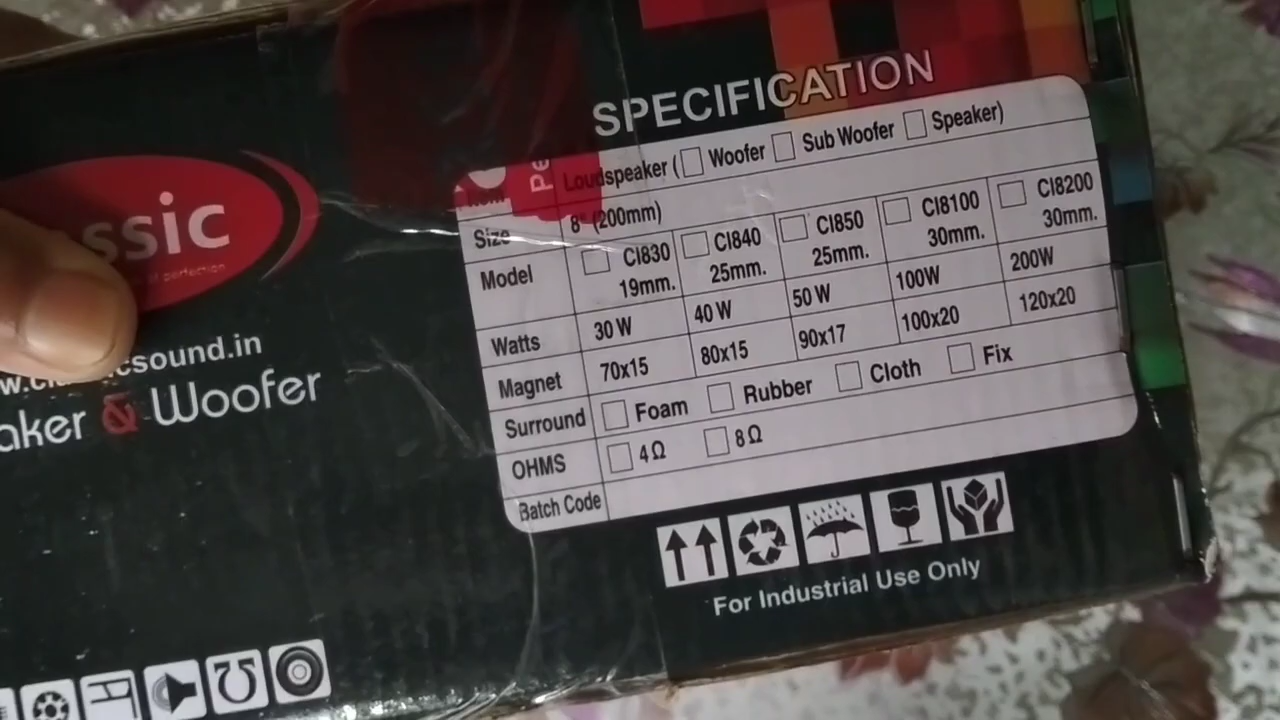 SPECIFICATION
Loudspeaker ( Woofer Sub Woofer Speaker)
Pe
Size 8" (200mm)
Model CI830 19mm. CI840 25mm. CI850 25mm. CI8100 30mm. CI8200 30mm.
Watts 30 W 40 W 50 W 100W 200W
Magnet 70x15 80x15 90x17 100x20 120x20
Surround Foam Rubber Cloth Fix
OHMS 4Ω 8Ω
Batch Code
For Industrial Use Only
ssic
perfection
sound.in
aker & Woofer